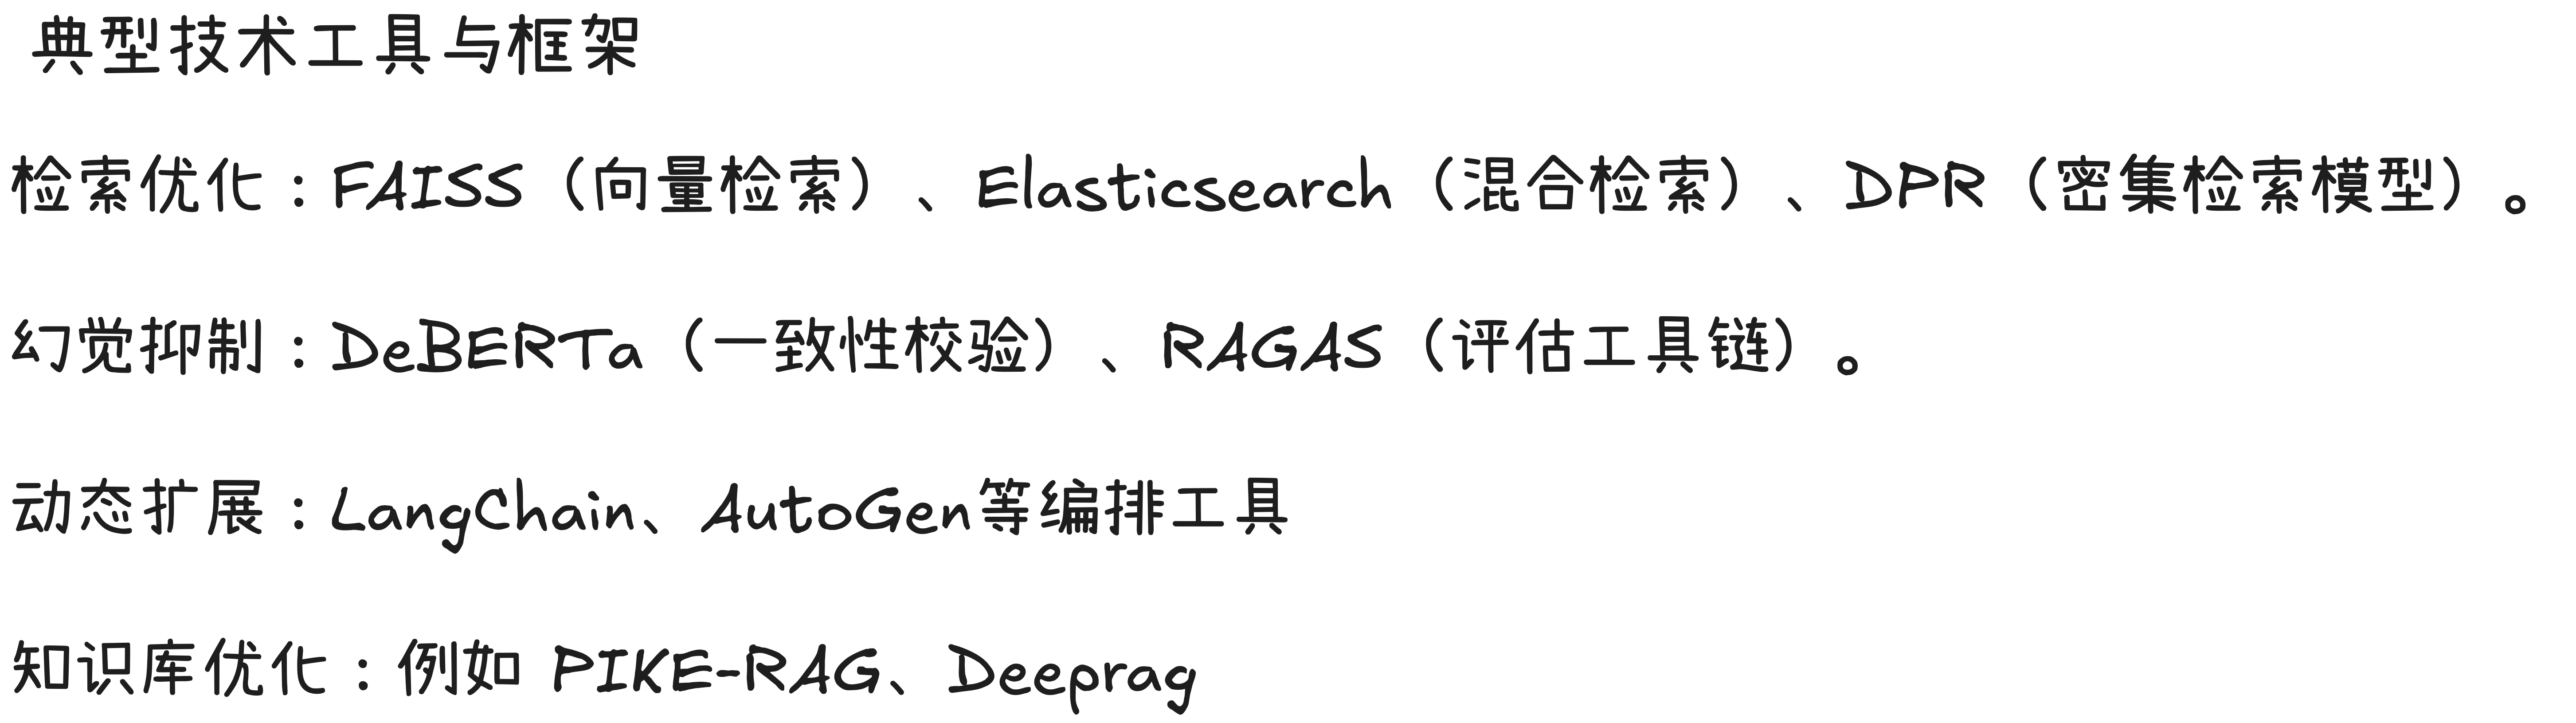 典型技术工具与框架
检索优化：FAISS（向量检索）、Elasticsearch（混合检索）、DPR（密集检索模型）。
幻觉抑制：DeBERTa（一致性校验）、RAGAS（评估工具链）。
动态扩展：LangChain、AutoGen等编排工具
知识库优化：例如 PIKE-RAG、Deeprag